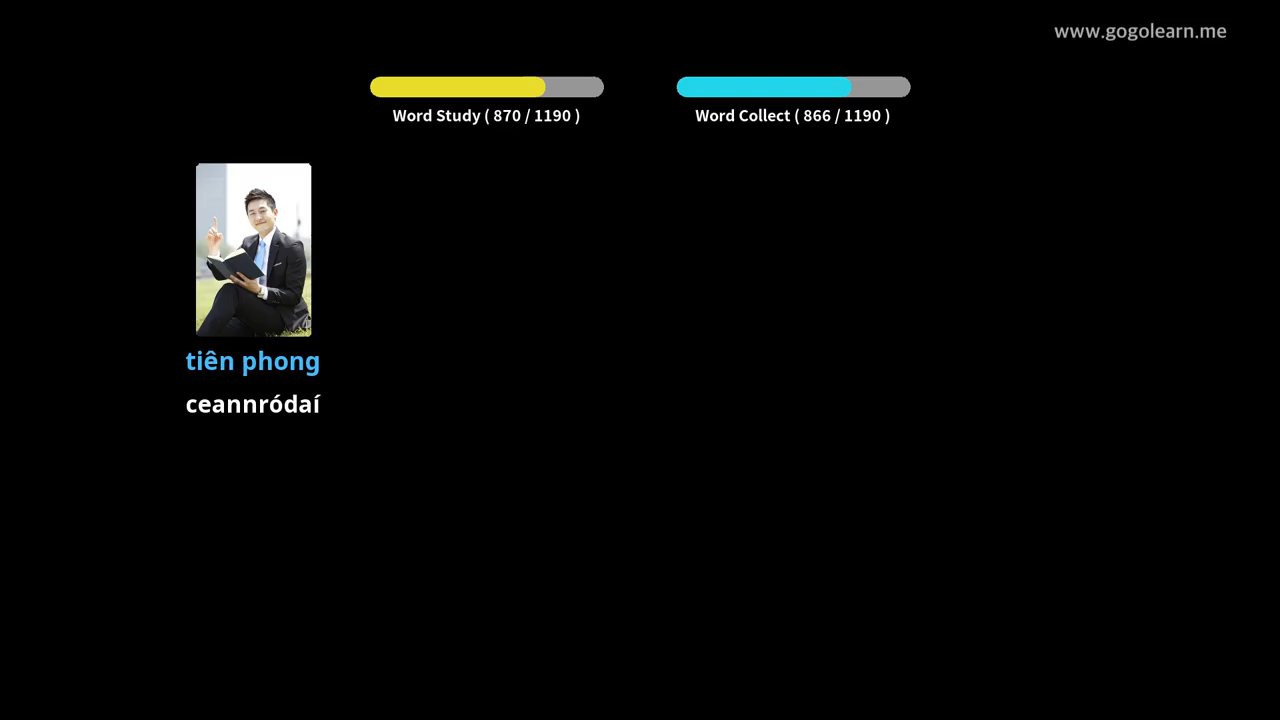 www.gogolearn.me
Word Study ( 870 / 1190 )
Word Collect ( 866 / 1190 )
tiên phong
ceannródaí